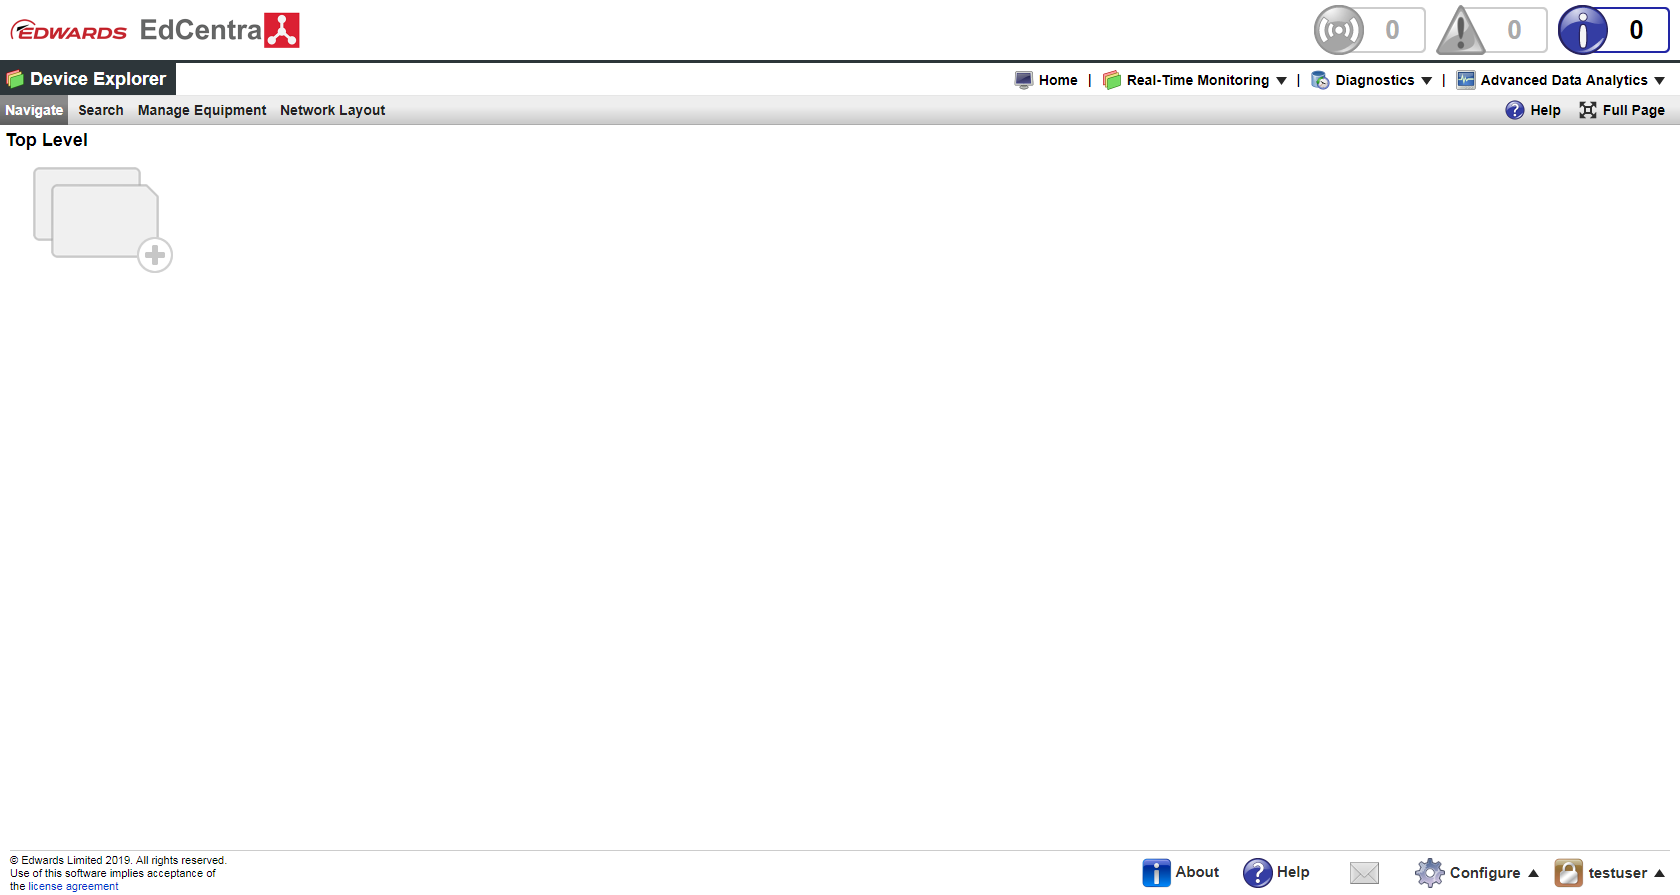 EDWARDS EdCentra
0 0 0
Device Explorer
Home | Real-Time Monitoring | Diagnostics | Advanced Data Analytics
Navigate Search Manage Equipment Network Layout Help Full Page
Top Level
© Edwards Limited 2019. All rights reserved.
Use of this software implies acceptance of
the license agreement
About Help Configure testuser